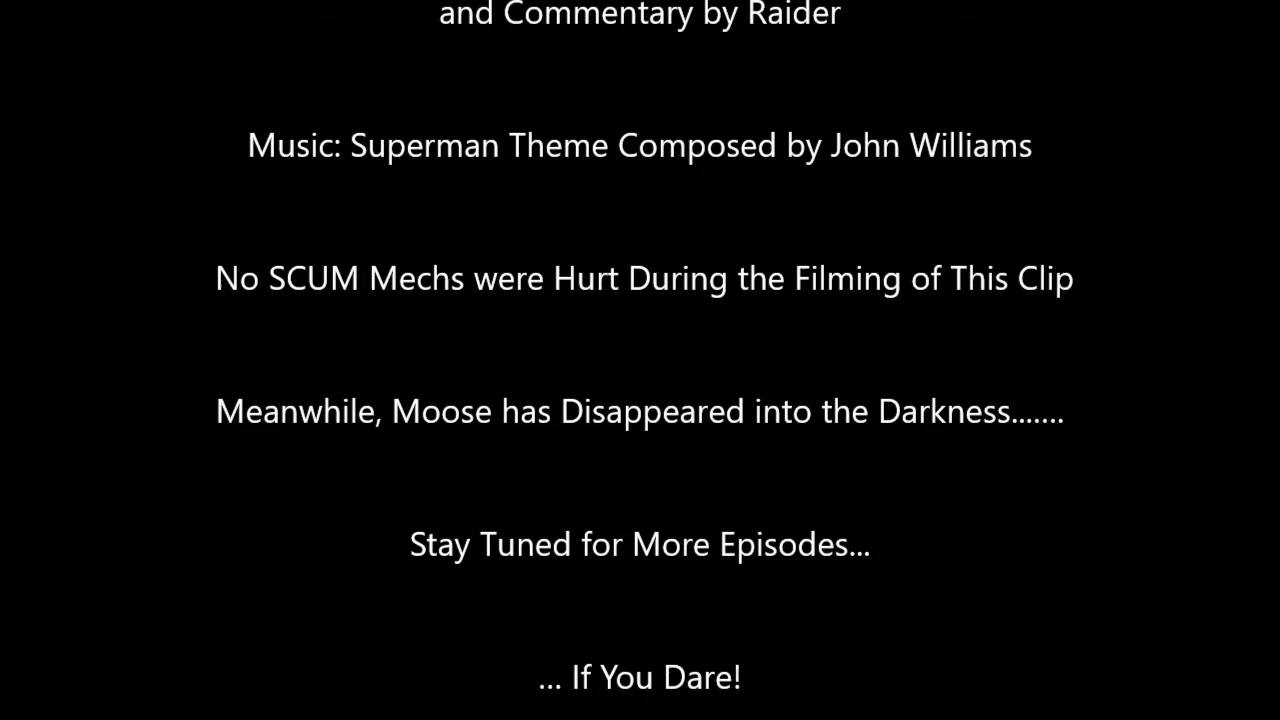 and Commentary by Raider
Music: Superman Theme Composed by John Williams
No SCUM Mechs were Hurt During the Filming of This Clip
Meanwhile, Moose has Disappeared into the Darkness.......
Stay Tuned for More Episodes...
... If You Dare!